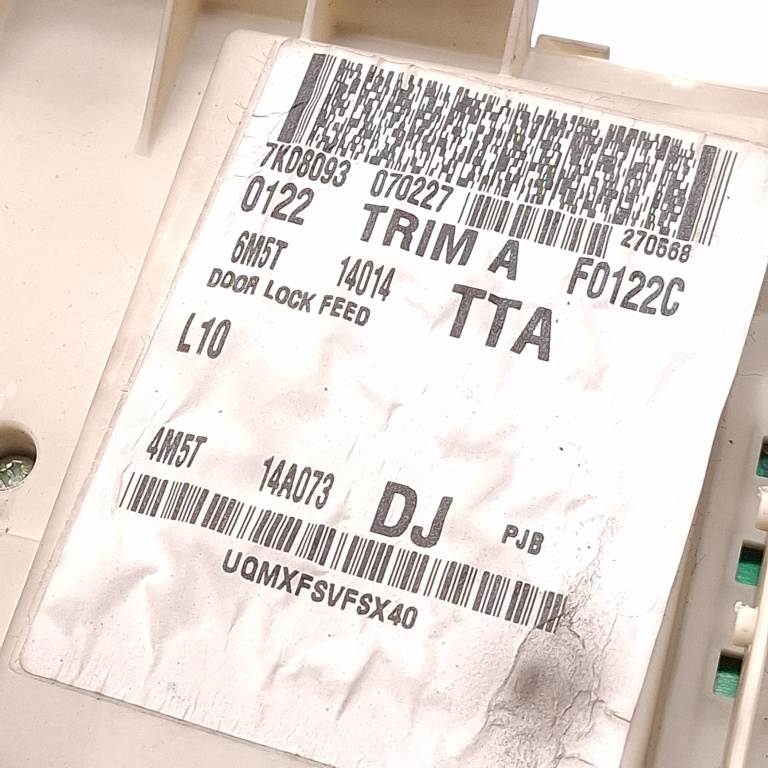 7K08093 070227 270568
0122 TRIM A F0122C
6M5T 14014 TTA
DOOR LOCK FEED
L10
4M5T 14A073 DJ PJB
UQMXFSVFSX40